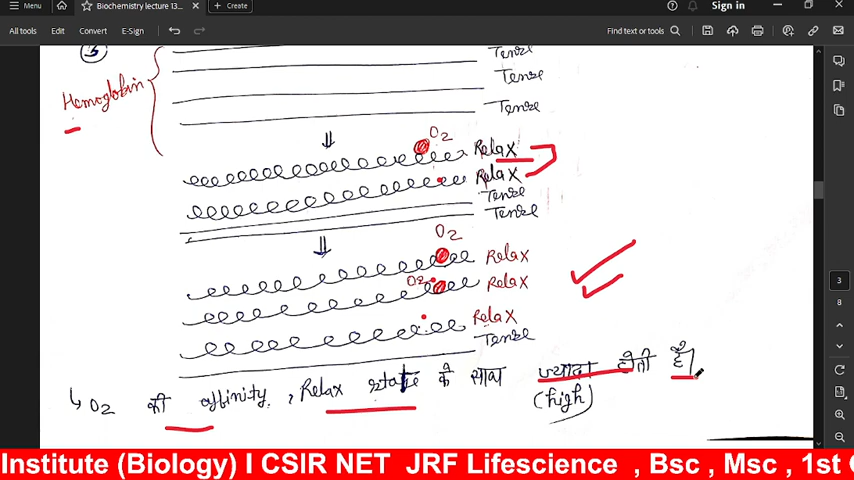 Menu
Biochemistry lecture 13...
Create
Sign in
All tools
Edit
Convert
E-Sign
Find text or tools
Tense
Hemoglobin
Tense
Tense
O2
Relax
Relax
Tense
Tense
O2
Relax
O2
Relax
Relax
Tense
↳ O2 की affinity, Relax state के साथ ज्यादा होती है।
(high)
3
8
Institute (Biology) I CSIR NET JRF Lifescience , Bsc , Msc , 1st G